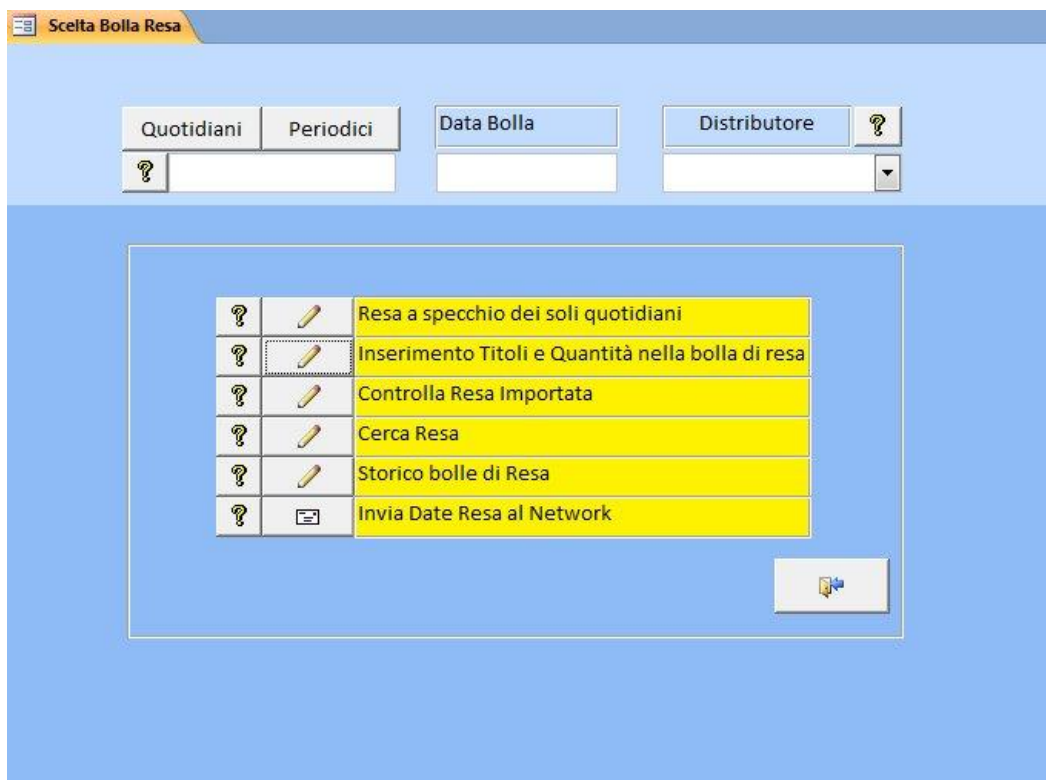 Scelta Bolla Resa
Quotidiani Periodici Data Bolla Distributore ?
?
? Resa a specchio dei soli quotidiani
? Inserimento Titoli e Quantità nella bolla di resa
? Controlla Resa Importata
? Cerca Resa
? Storico bolle di Resa
? Invia Date Resa al Network